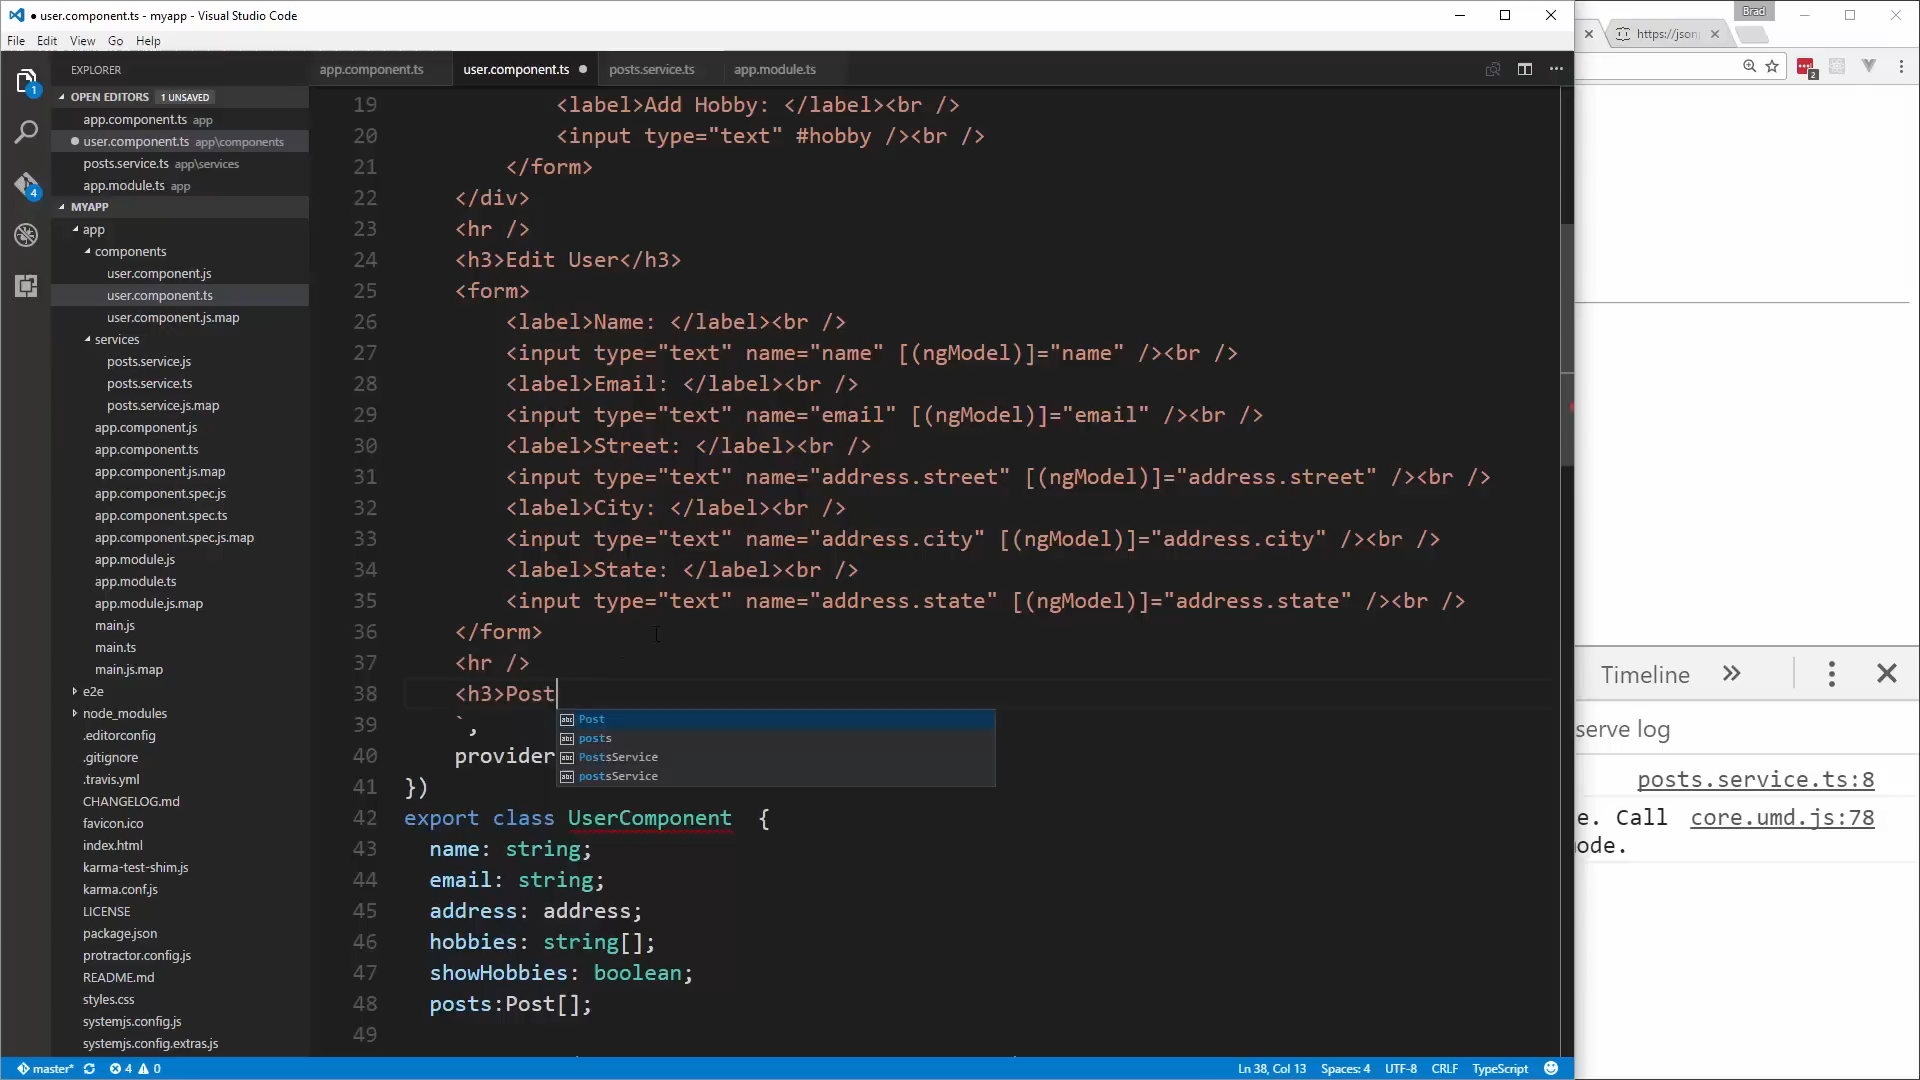 user.component.ts - myapp - Visual Studio Code
Brad
File Edit View Go Help
https://json
EXPLORER
app.component.ts user.component.ts posts.service.ts app.module.ts
2
1
OPEN EDITORS 1 UNSAVED
app.component.ts app
user.component.ts app\components
posts.service.ts app\services
app.module.ts app
4
MYAPP
app
components
user.component.js
user.component.ts
user.component.js.map
services
posts.service.js
posts.service.ts
posts.service.js.map
app.component.js
app.component.ts
app.component.js.map
app.component.spec.js
app.component.spec.ts
app.component.spec.js.map
app.module.js
app.module.ts
app.module.js.map
main.js
main.ts
main.js.map
e2e
node_modules
.editorconfig
.gitignore
.travis.yml
CHANGELOG.md
favicon.ico
index.html
karma-test-shim.js
karma.conf.js
LICENSE
package.json
protractor.config.js
README.md
styles.css
systemjs.config.js
systemjs.config.extras.js
19 <label>Add Hobby: </label><br />
20 <input type="text" #hobby /><br />
21 </form>
22 </div>
23 <hr />
24 <h3>Edit User</h3>
25 <form>
26 <label>Name: </label><br />
27 <input type="text" name="name" [(ngModel)]="name" /><br />
28 <label>Email: </label><br />
29 <input type="text" name="email" [(ngModel)]="email" /><br />
30 <label>Street: </label><br />
31 <input type="text" name="address.street" [(ngModel)]="address.street" /><br />
32 <label>City: </label><br />
33 <input type="text" name="address.city" [(ngModel)]="address.city" /><br />
34 <label>State: </label><br />
35 <input type="text" name="address.state" [(ngModel)]="address.state" /><br />
36 </form>
37 <hr />
38 <h3>Post
39 `,
40 provider
41 })
42 export class UserComponent {
43 name: string;
44 email: string;
45 address: address;
46 hobbies: string[];
47 showHobbies: boolean;
48 posts:Post[];
49
abc Post
abc posts
abc PostsService
abc postsService
Timeline
serve log
posts.service.ts:8
e. Call core.umd.js:78
ode.
master* 4 0
Ln 38, Col 13 Spaces: 4 UTF-8 CRLF TypeScript